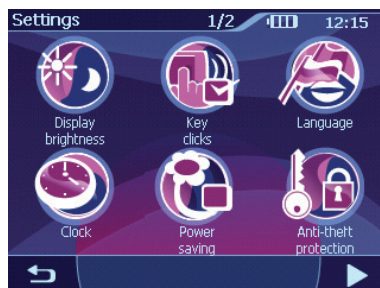 Settings 1/2 12:15
Display
brightness
Key
clicks
Language
Clock
Power
saving
Anti-theft
protection